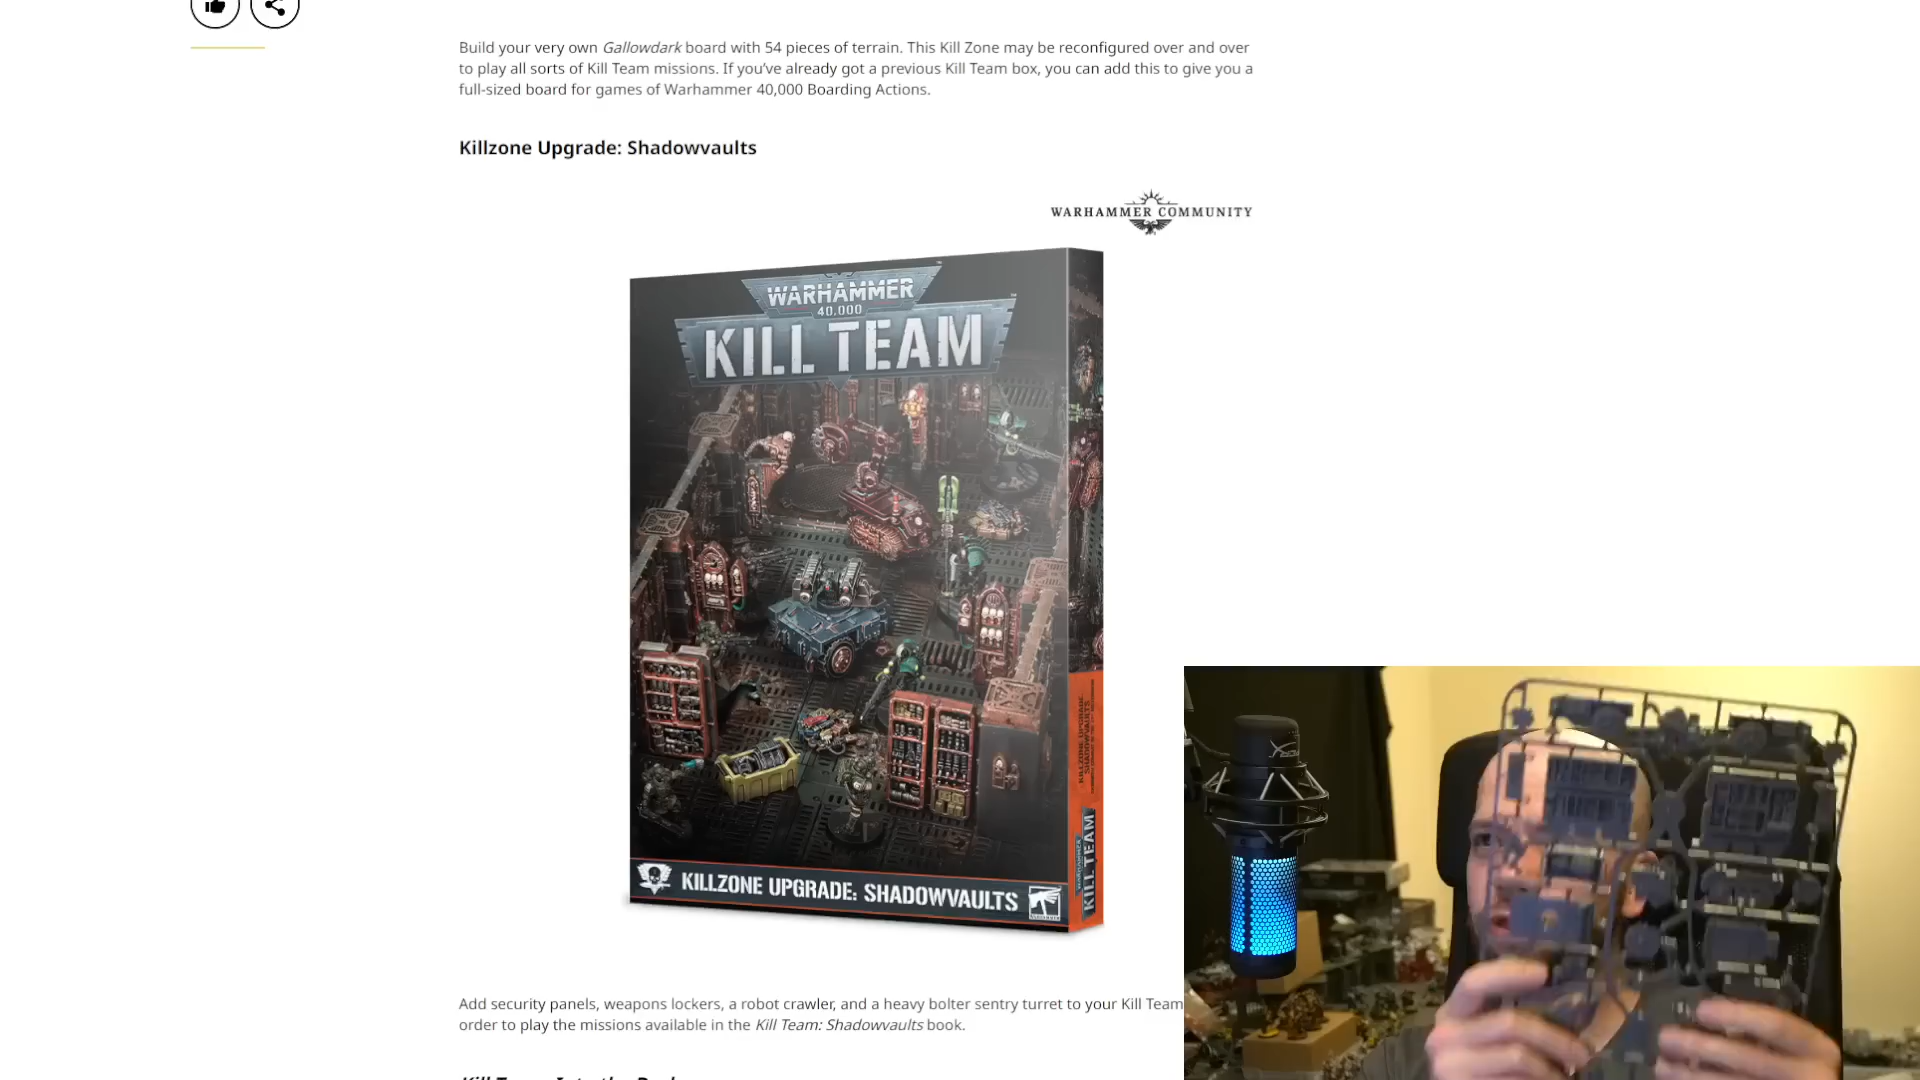 Build your very own Gallowdark board with 54 pieces of terrain. This Kill Zone may be reconfigured over and over
to play all sorts of Kill Team missions. If you've already got a previous Kill Team box, you can add this to give you a
full-sized board for games of Warhammer 40,000 Boarding Actions.
Killzone Upgrade: Shadowvaults
WARHAMMER COMMUNITY
WARHAMMER
40,000
KILL TEAM
KILLZONE UPGRADE: SHADOWVAULTS
KILLZONE UPGRADE:
SHADOWVAULTS
KILL TEAM
Add security panels, weapons lockers, a robot crawler, and a heavy bolter sentry turret to your Kill Team
order to play the missions available in the Kill Team: Shadowvaults book.